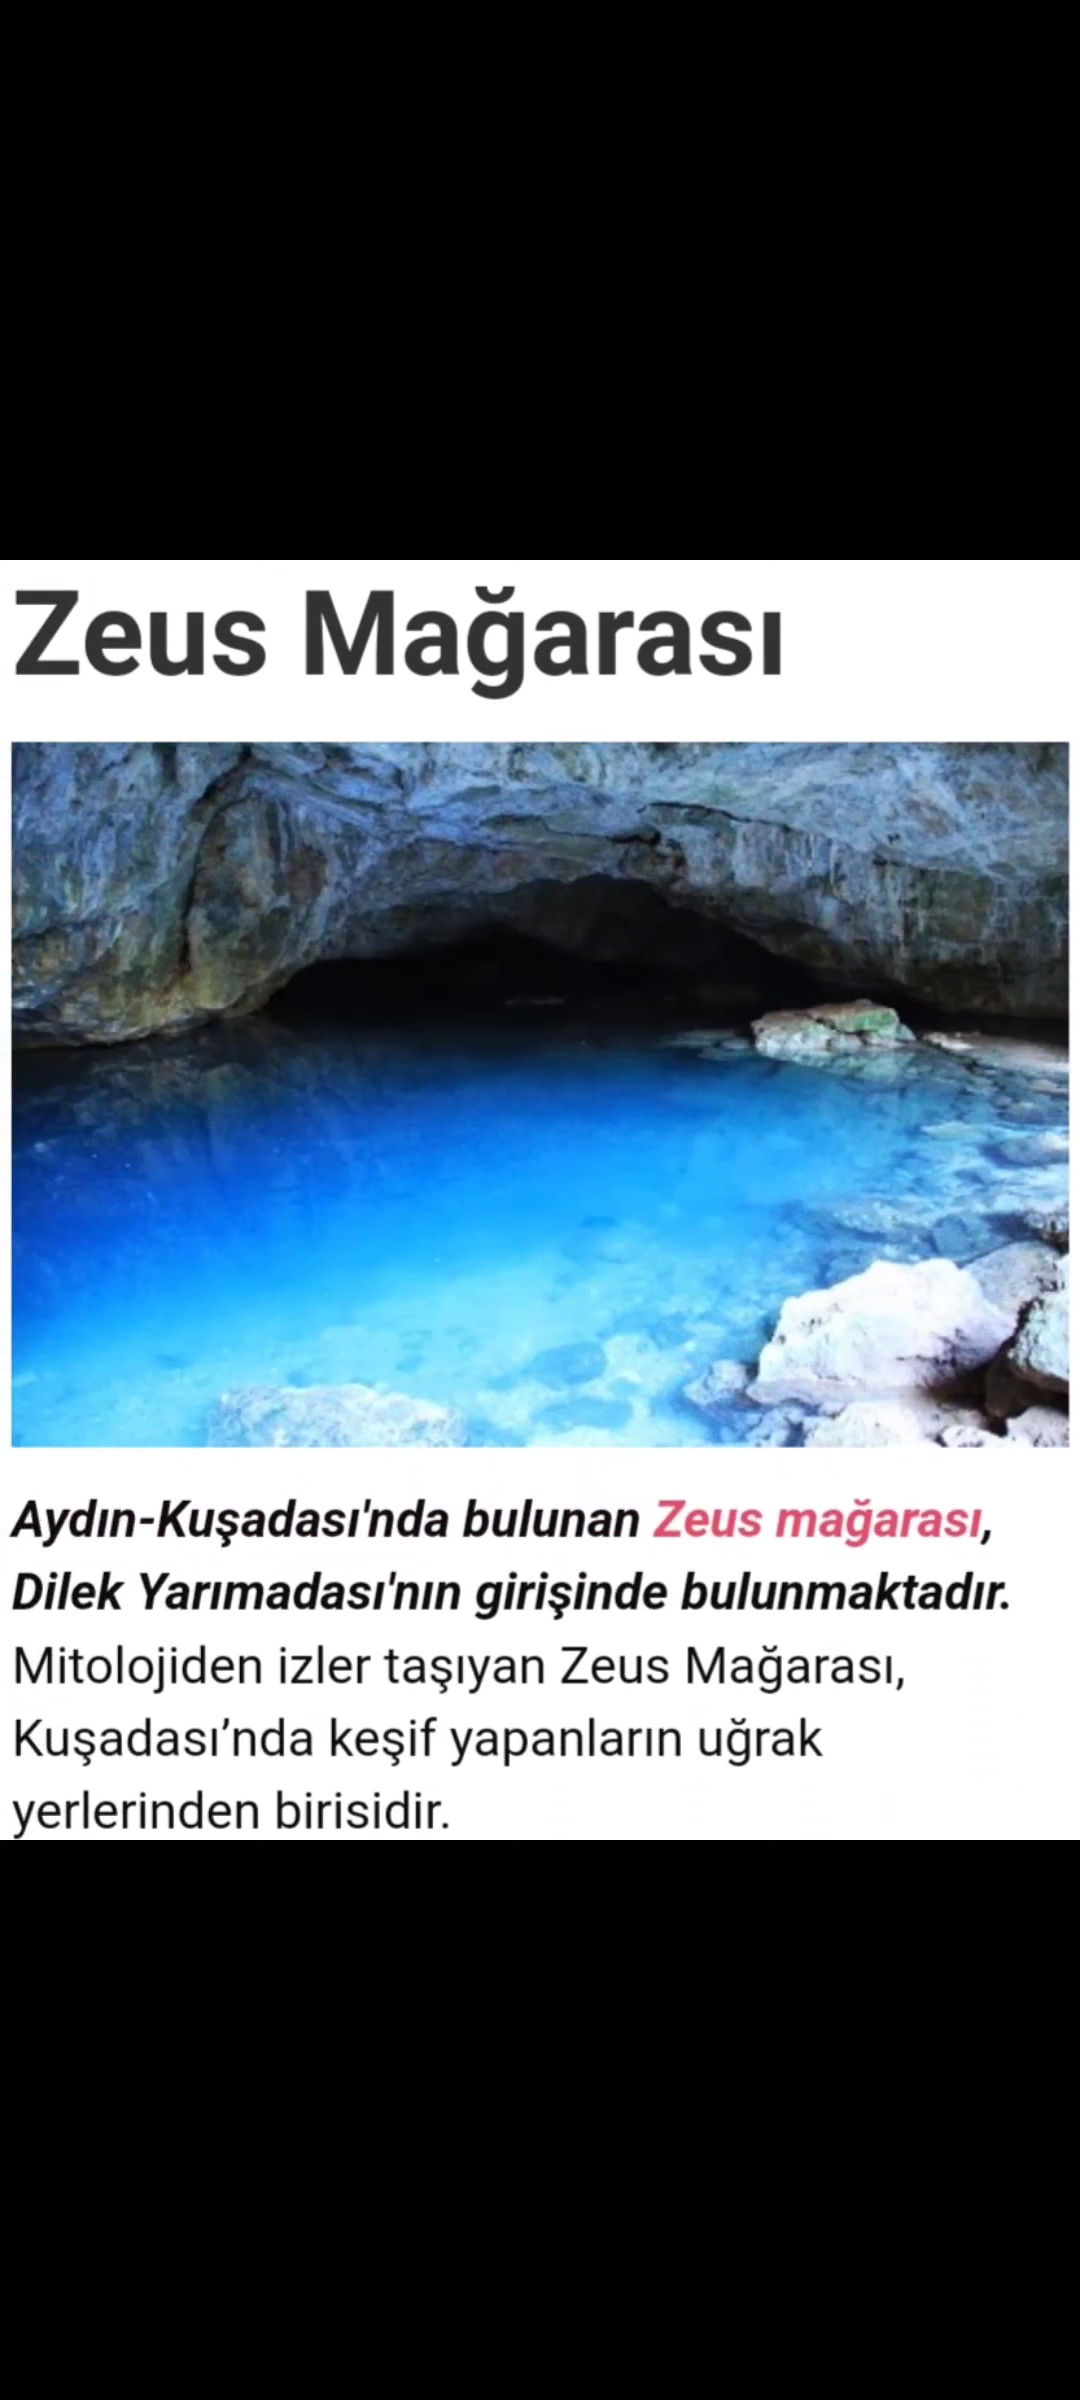 Zeus Mağarası
Aydın-Kuşadası'nda bulunan Zeus mağarası,
Dilek Yarımadası'nın girişinde bulunmaktadır.
Mitolojiden izler taşıyan Zeus Mağarası,
Kuşadası’nda keşif yapanların uğrak
yerlerinden birisidir.